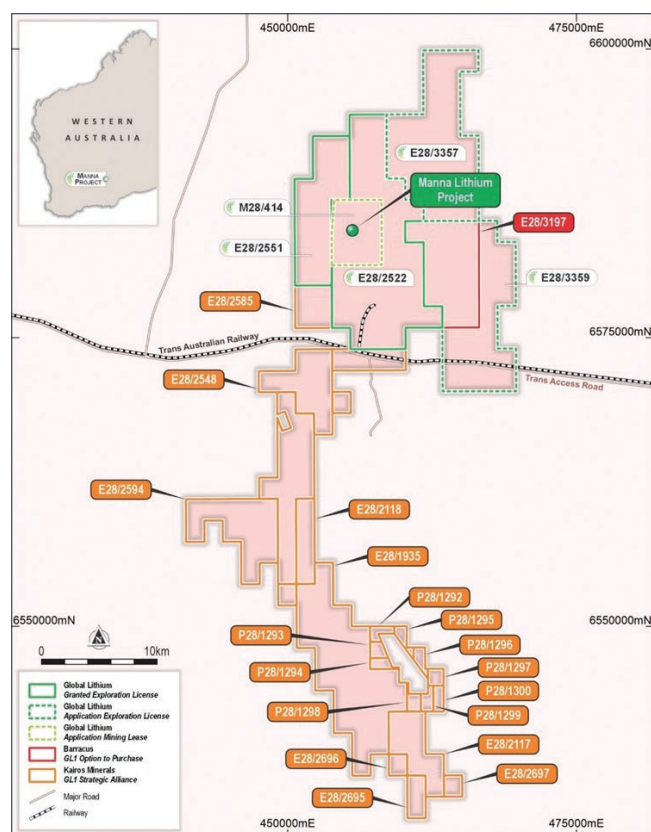 450000mE
475000mE
6600000mN
WESTERN
AUSTRALIA
MANNA
PROJECT
E28/3357
Manna Lithium
Project
M28/414
E28/3197
E28/2551
E28/2522
E28/3359
E28/2585
6575000mN
Trans Australian Railway
Trans Access Road
E28/2548
E28/2594
E28/2118
E28/1935
6550000mN
6550000mN
P28/1292
P28/1295
P28/1293
P28/1296
P28/1294
P28/1297
P28/1300
P28/1298
P28/1299
E28/2117
E28/2696
E28/2697
E28/2695
N
0
10km
Global Lithium
Granted Exploration License
Global Lithium
Application Exploration License
Global Lithium
Application Mining Lease
Barracus
GL1 Option to Purchase
Kairos Minerals
GL1 Strategic Alliance
Major Road
Railway
450000mE
475000mE